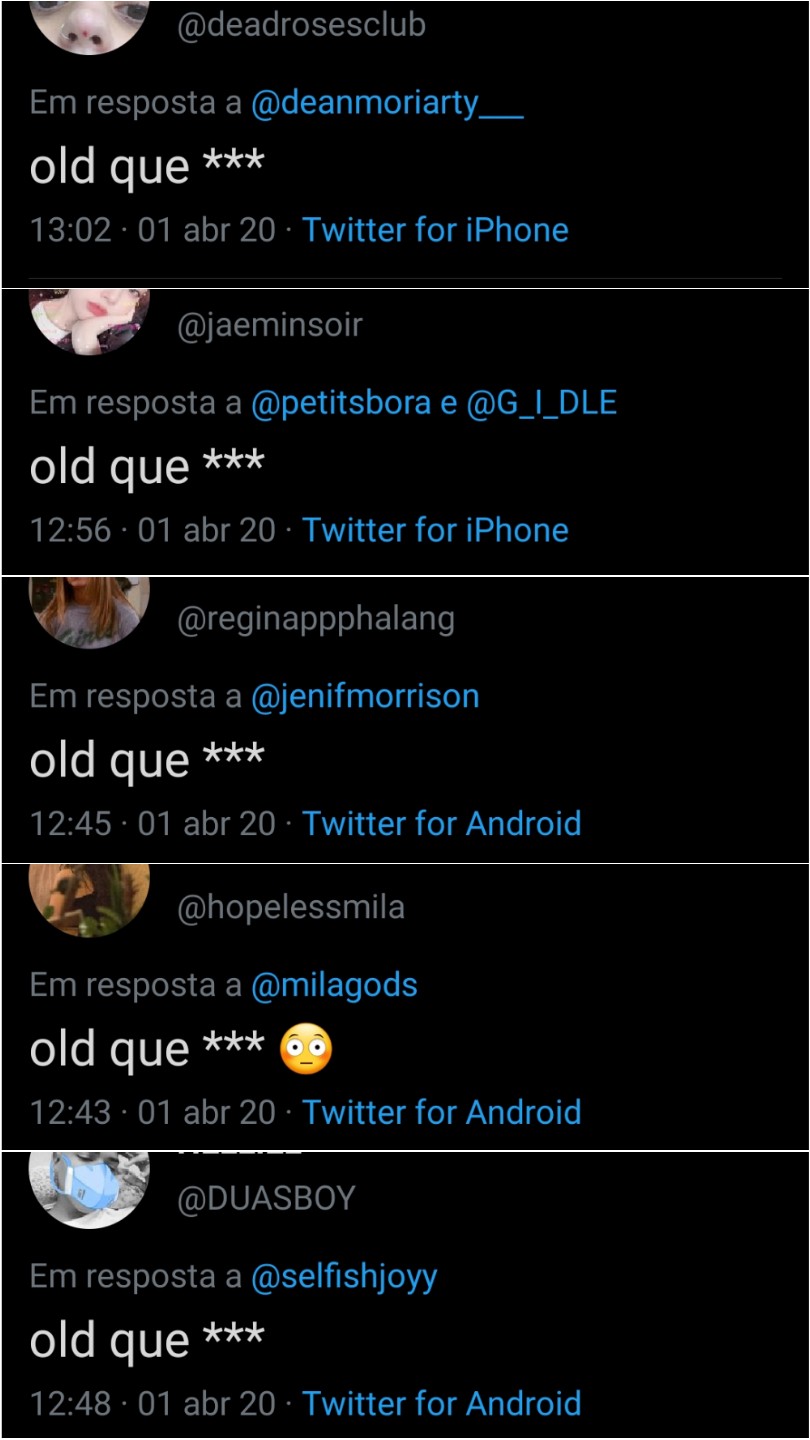 @deadrosesclub
Em resposta a @deanmoriarty___
old que ***
13:02 · 01 abr 20 · Twitter for iPhone
@jaeminsoir
Em resposta a @petitsbora e @G_I_DLE
old que ***
12:56 · 01 abr 20 · Twitter for iPhone
@reginappphalang
Em resposta a @jenifmorrison
old que ***
12:45 · 01 abr 20 · Twitter for Android
@hopelessmila
Em resposta a @milagods
old que *** 😳
12:43 · 01 abr 20 · Twitter for Android
@DUASBOY
Em resposta a @selfishjoyy
old que ***
12:48 · 01 abr 20 · Twitter for Android